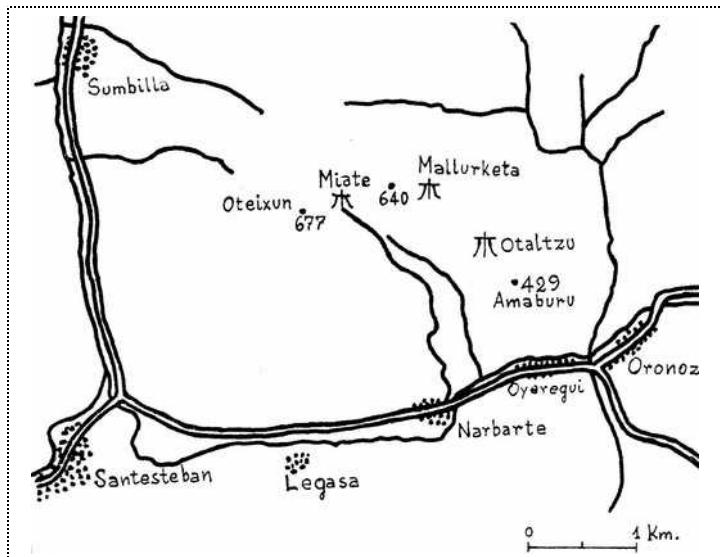 Sumbilla
Mallurketa
Miate
640
Oteixun
677
Otaltzu
429
Amaburu
Oronoz
Oyeregui
Narbarte
Santesteban
Legasa
0 1 Km.